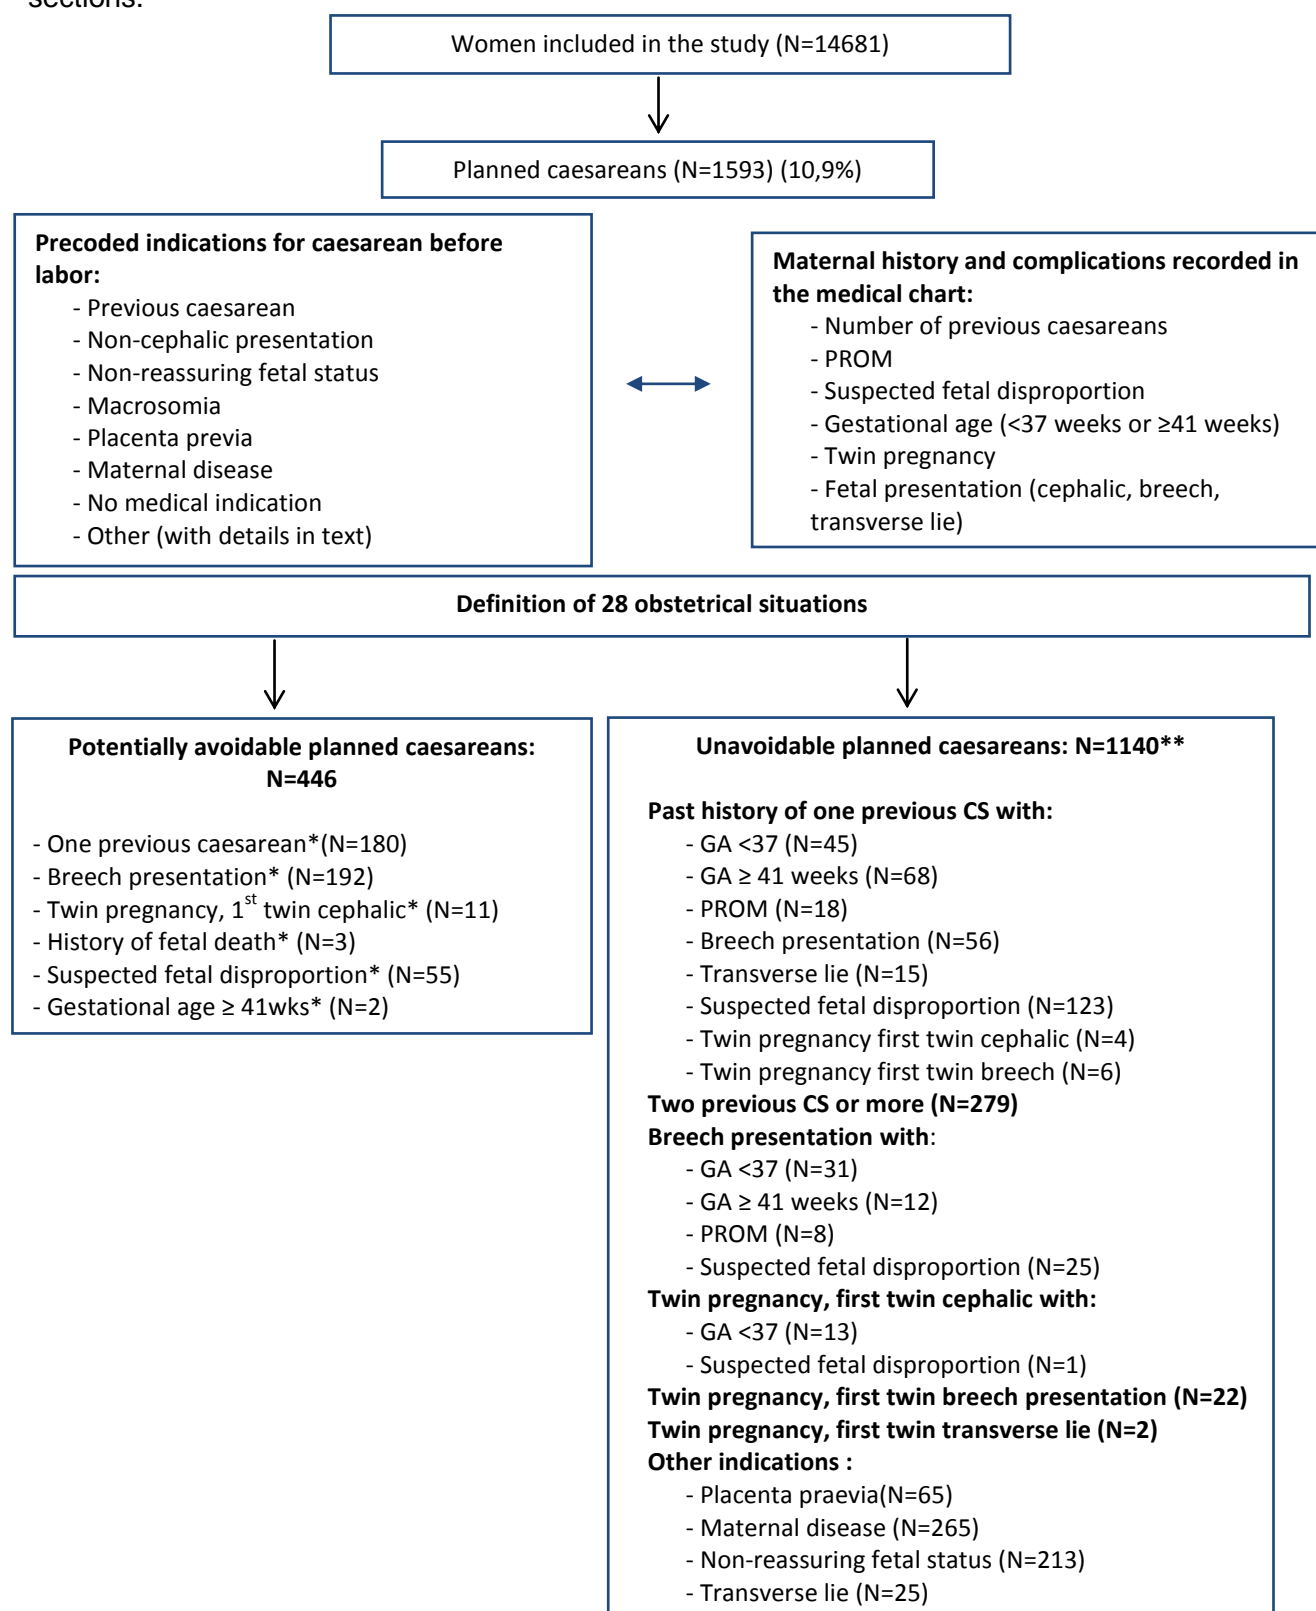 sections.
Women included in the study (N=14681)
Planned caesareans (N=1593) (10,9%)
Precoded indications for caesarean before
labor:
- Previous caesarean
- Non-cephalic presentation
- Non-reassuring fetal status
- Macrosomia
- Placenta previa
- Maternal disease
- No medical indication
- Other (with details in text)
Maternal history and complications recorded in
the medical chart:
- Number of previous caesareans
- PROM
- Suspected fetal disproportion
- Gestational age (<37 weeks or ≥41 weeks)
- Twin pregnancy
- Fetal presentation (cephalic, breech,
transverse lie)
Definition of 28 obstetrical situations
Potentially avoidable planned caesareans:
N=446
- One previous caesarean*(N=180)
- Breech presentation* (N=192)
- Twin pregnancy, 1st twin cephalic* (N=11)
- History of fetal death* (N=3)
- Suspected fetal disproportion* (N=55)
- Gestational age ≥ 41wks* (N=2)
Unavoidable planned caesareans: N=1140**
Past history of one previous CS with:
- GA <37 (N=45)
- GA ≥ 41 weeks (N=68)
- PROM (N=18)
- Breech presentation (N=56)
- Transverse lie (N=15)
- Suspected fetal disproportion (N=123)
- Twin pregnancy first twin cephalic (N=4)
- Twin pregnancy first twin breech (N=6)
Two previous CS or more (N=279)
Breech presentation with:
- GA <37 (N=31)
- GA ≥ 41 weeks (N=12)
- PROM (N=8)
- Suspected fetal disproportion (N=25)
Twin pregnancy, first twin cephalic with:
- GA <37 (N=13)
- Suspected fetal disproportion (N=1)
Twin pregnancy, first twin breech presentation (N=22)
Twin pregnancy, first twin transverse lie (N=2)
Other indications :
- Placenta praevia(N=65)
- Maternal disease (N=265)
- Non-reassuring fetal status (N=213)
- Transverse lie (N=25)